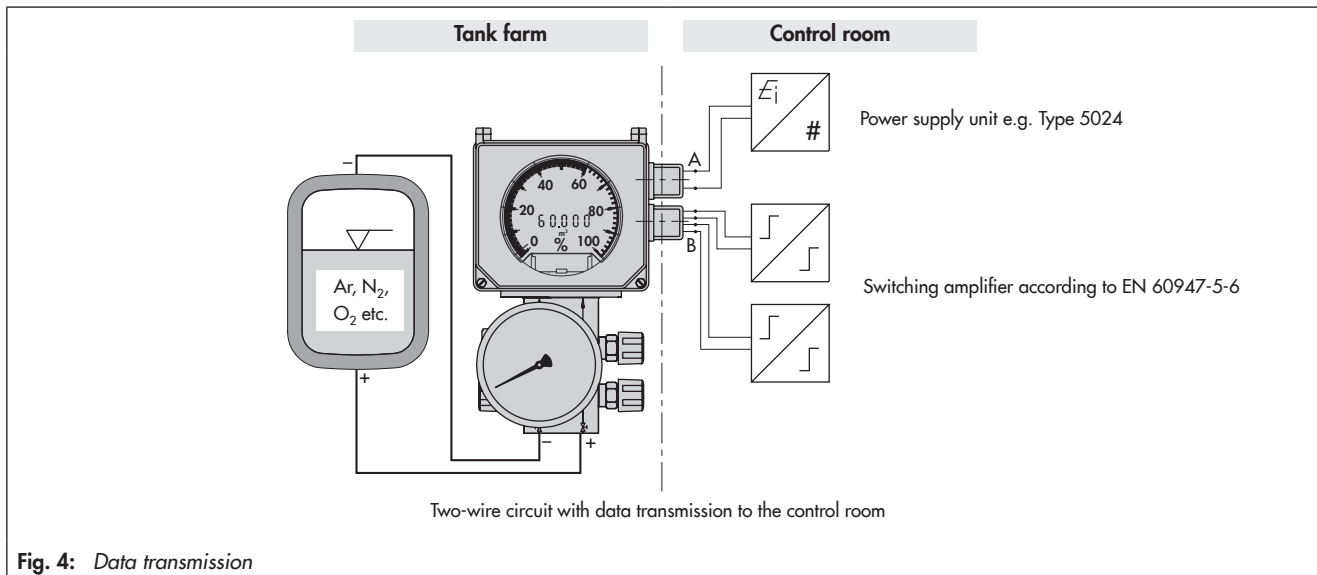 Tank farm
Control room
Ei
#
Power supply unit e.g. Type 5024
A
B
−
40 60
20 80
60.000
m³
0 % 100
Ar, N₂,
O₂ etc.
Switching amplifier according to EN 60947-5-6
+
− +
Two-wire circuit with data transmission to the control room
Fig. 4: Data transmission